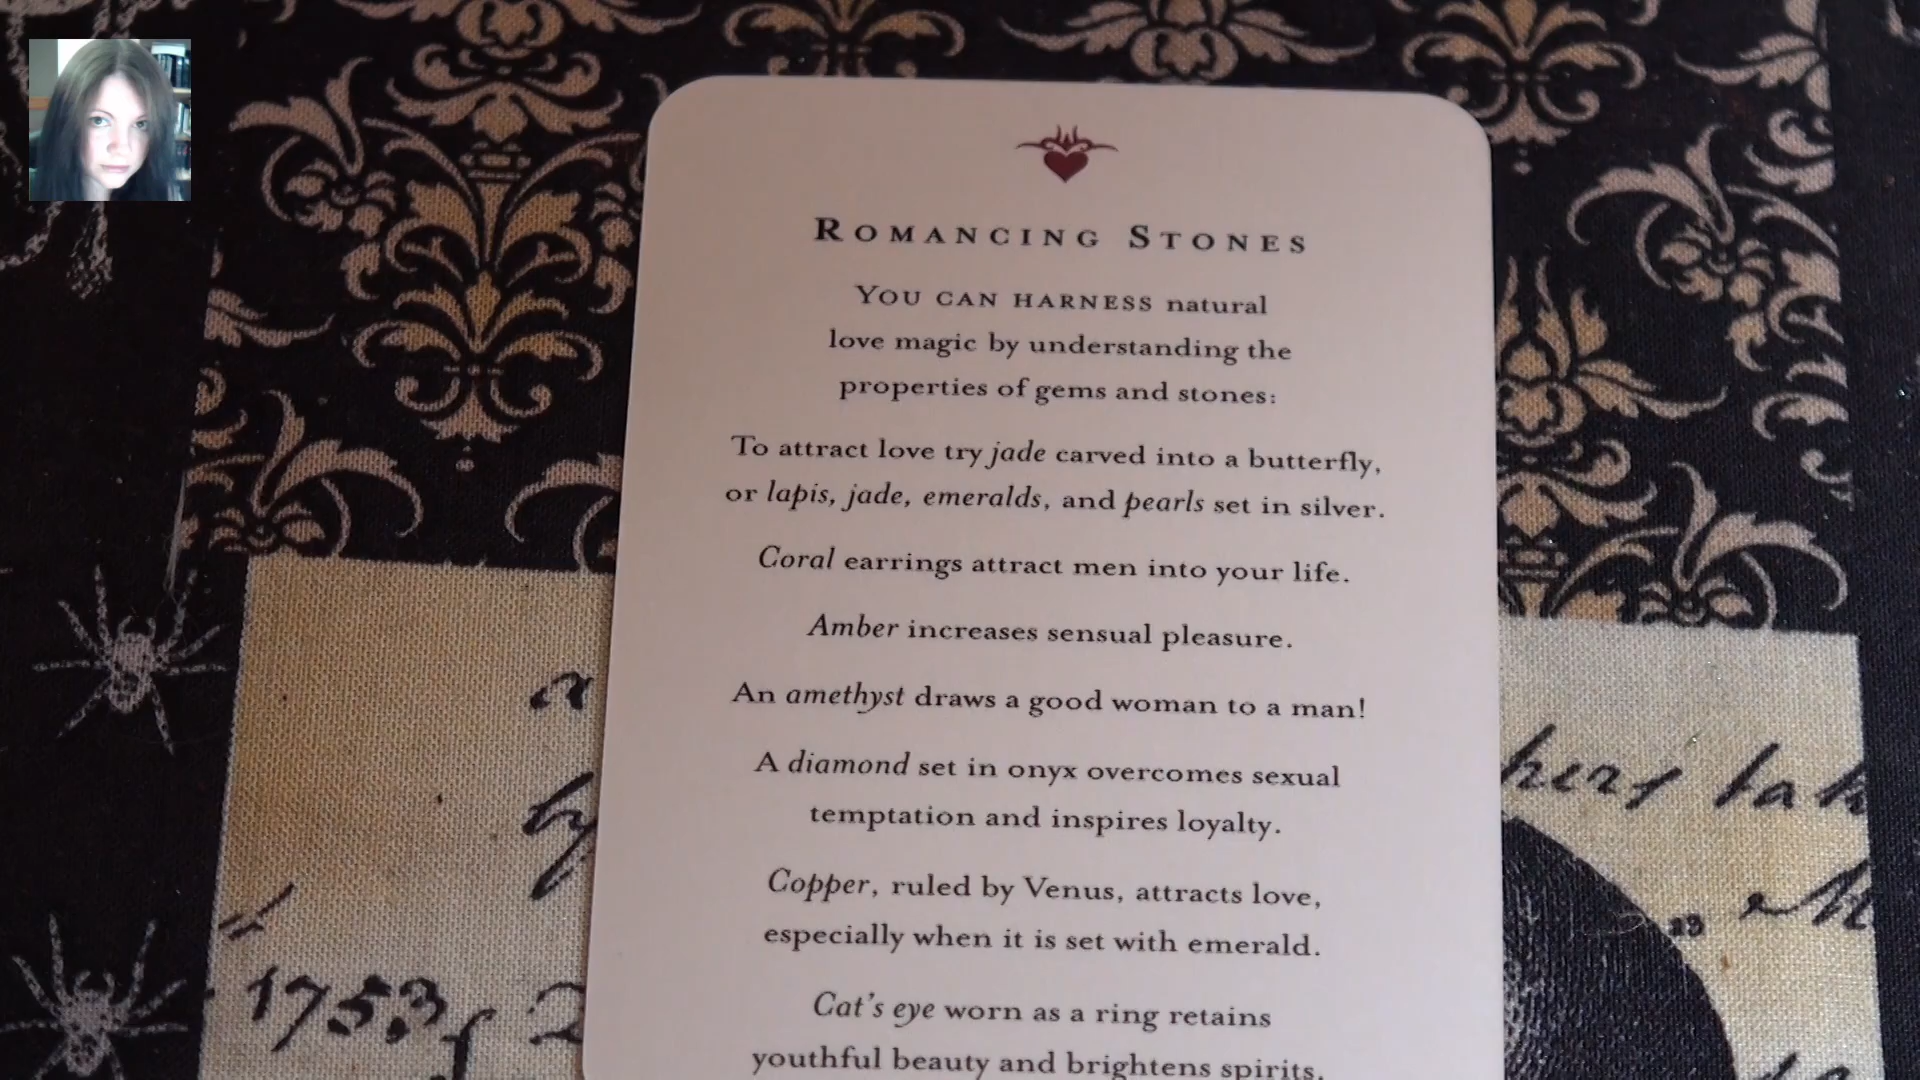 ROMANCING STONES
YOU CAN HARNESS natural
love magic by understanding the
properties of gems and stones:
To attract love try jade carved into a butterfly,
or lapis, jade, emeralds, and pearls set in silver.
Coral earrings attract men into your life.
Amber increases sensual pleasure.
An amethyst draws a good woman to a man!
A diamond set in onyx overcomes sexual
temptation and inspires loyalty.
Copper, ruled by Venus, attracts love,
especially when it is set with emerald.
Cat's eye worn as a ring retains
youthful beauty and brightens spirits.
by
hers tak
23
1753